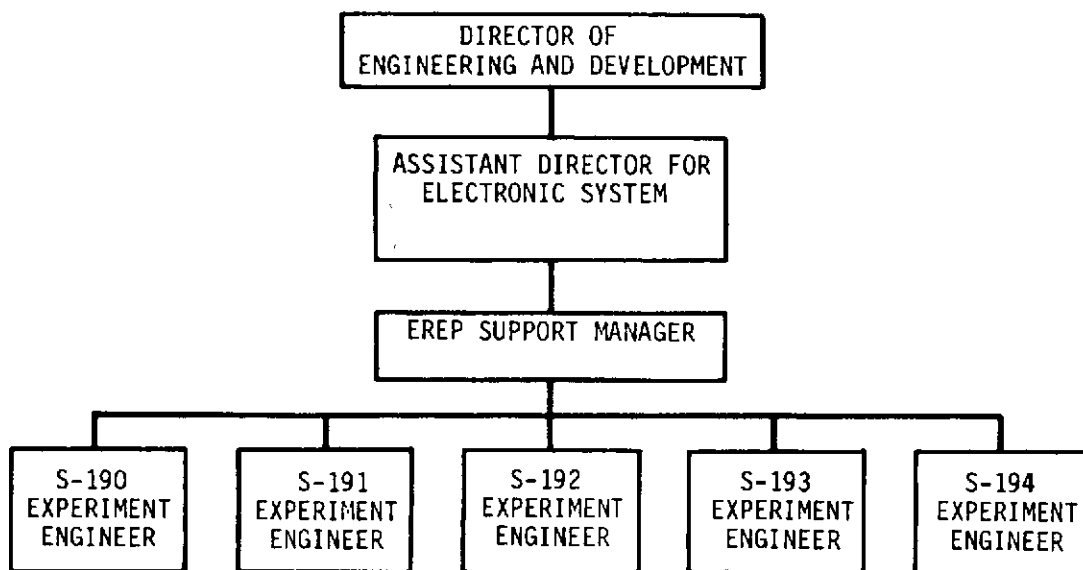 DIRECTOR OF
ENGINEERING AND DEVELOPMENT
ASSISTANT DIRECTOR FOR
ELECTRONIC SYSTEM
EREP SUPPORT MANAGER
S-190
EXPERIMENT
ENGINEER
S-191
EXPERIMENT
ENGINEER
S-192
EXPERIMENT
ENGINEER
S-193
EXPERIMENT
ENGINEER
S-194
EXPERIMENT
ENGINEER